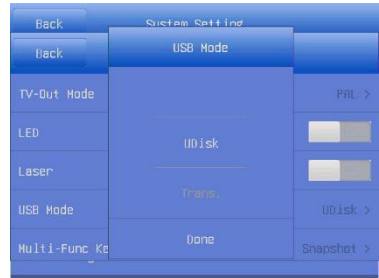 Back System Setting
Back USB Mode
TV-Out Mode PAL >
LED
UDisk
Laser
Trans.
USB Mode UDisk >
Done
Multi-Func Ke Snapshot >